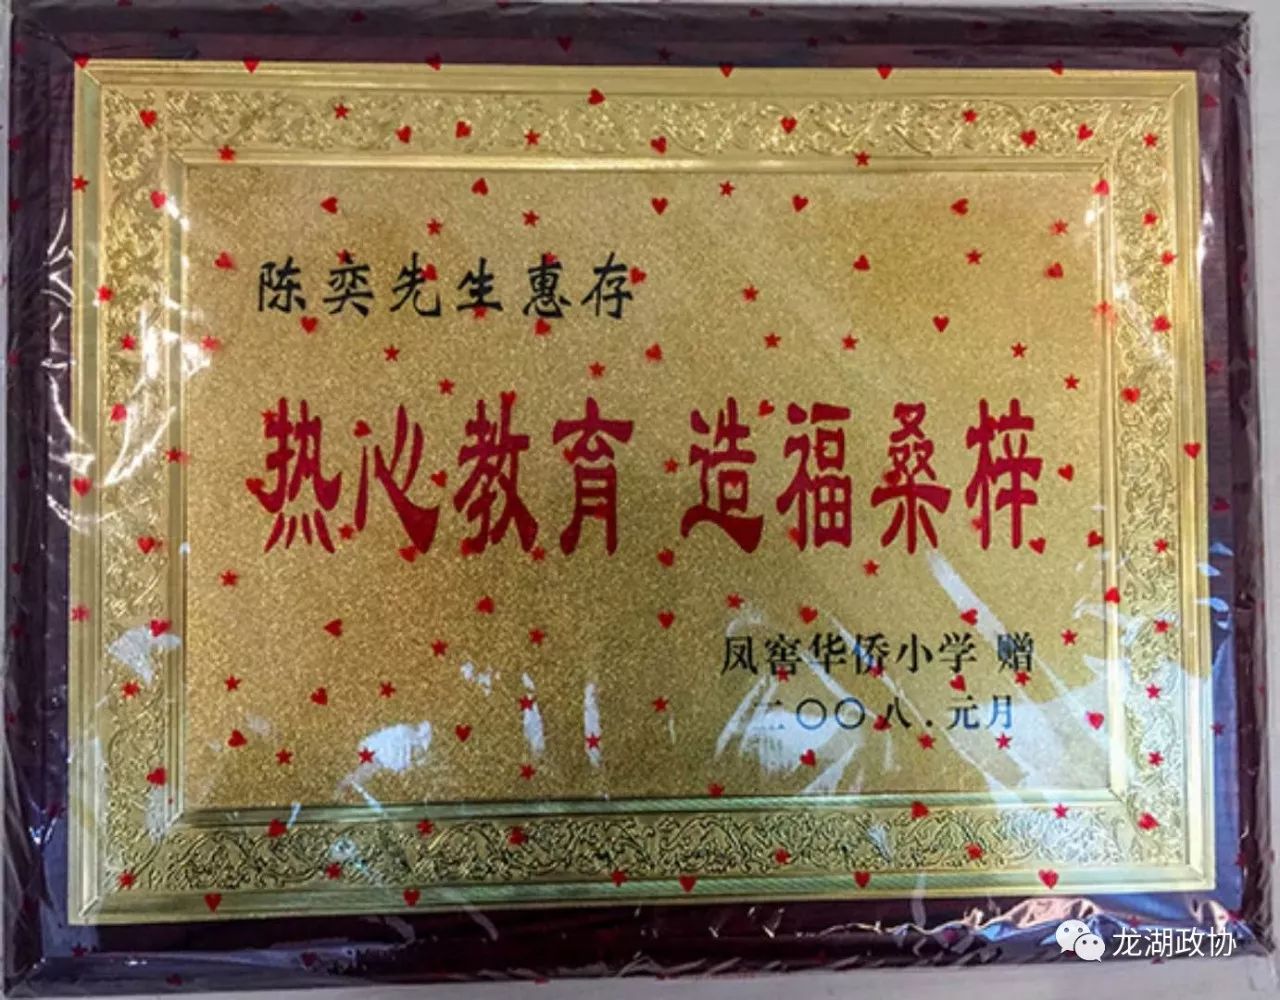 陈奕先生惠存
热心教育 造福桑梓
凤窖华侨小学 赠
二〇〇八.元月
龙湖政协